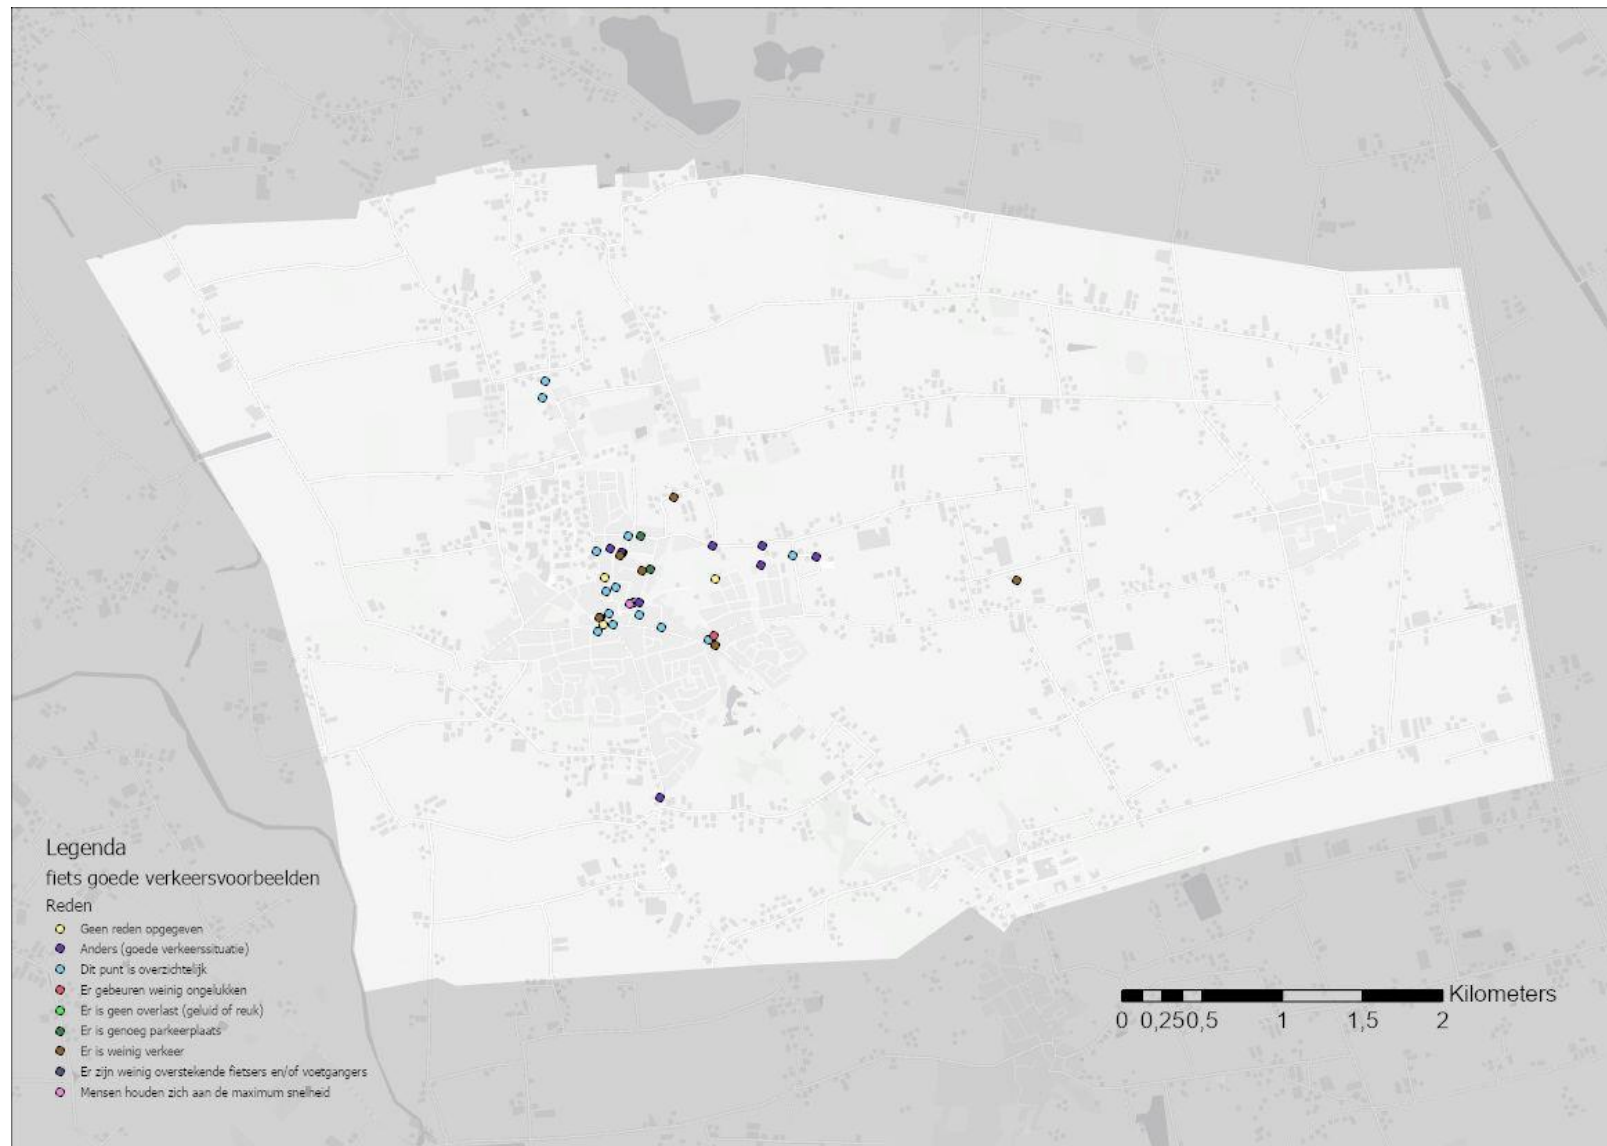 Legenda
fiets goede verkeersvoorbeelden
Reden
Geen reden opgegeven
Anders (goede verkeerssituatie)
Dit punt is overzichtelijk
Er gebeuren weinig ongelukken
Er is geen overlast (geluid of reuk)
Er is genoeg parkeerplaats
Er is weinig verkeer
Er zijn weinig overstekende fietsers en/of voetgangers
Mensen houden zich aan de maximum snelheid
Kilometers
0 0,25 0,5 1 1,5 2